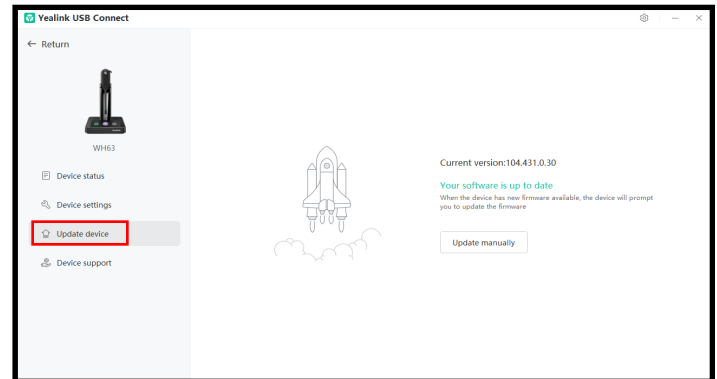 Yealink USB Connect
Return
WH63
Device status
Device settings
Update device
Device support
Current version:104.431.0.30
Your software is up to date
When the device has new firmware available, the device will prompt
you to update the firmware
Update manually